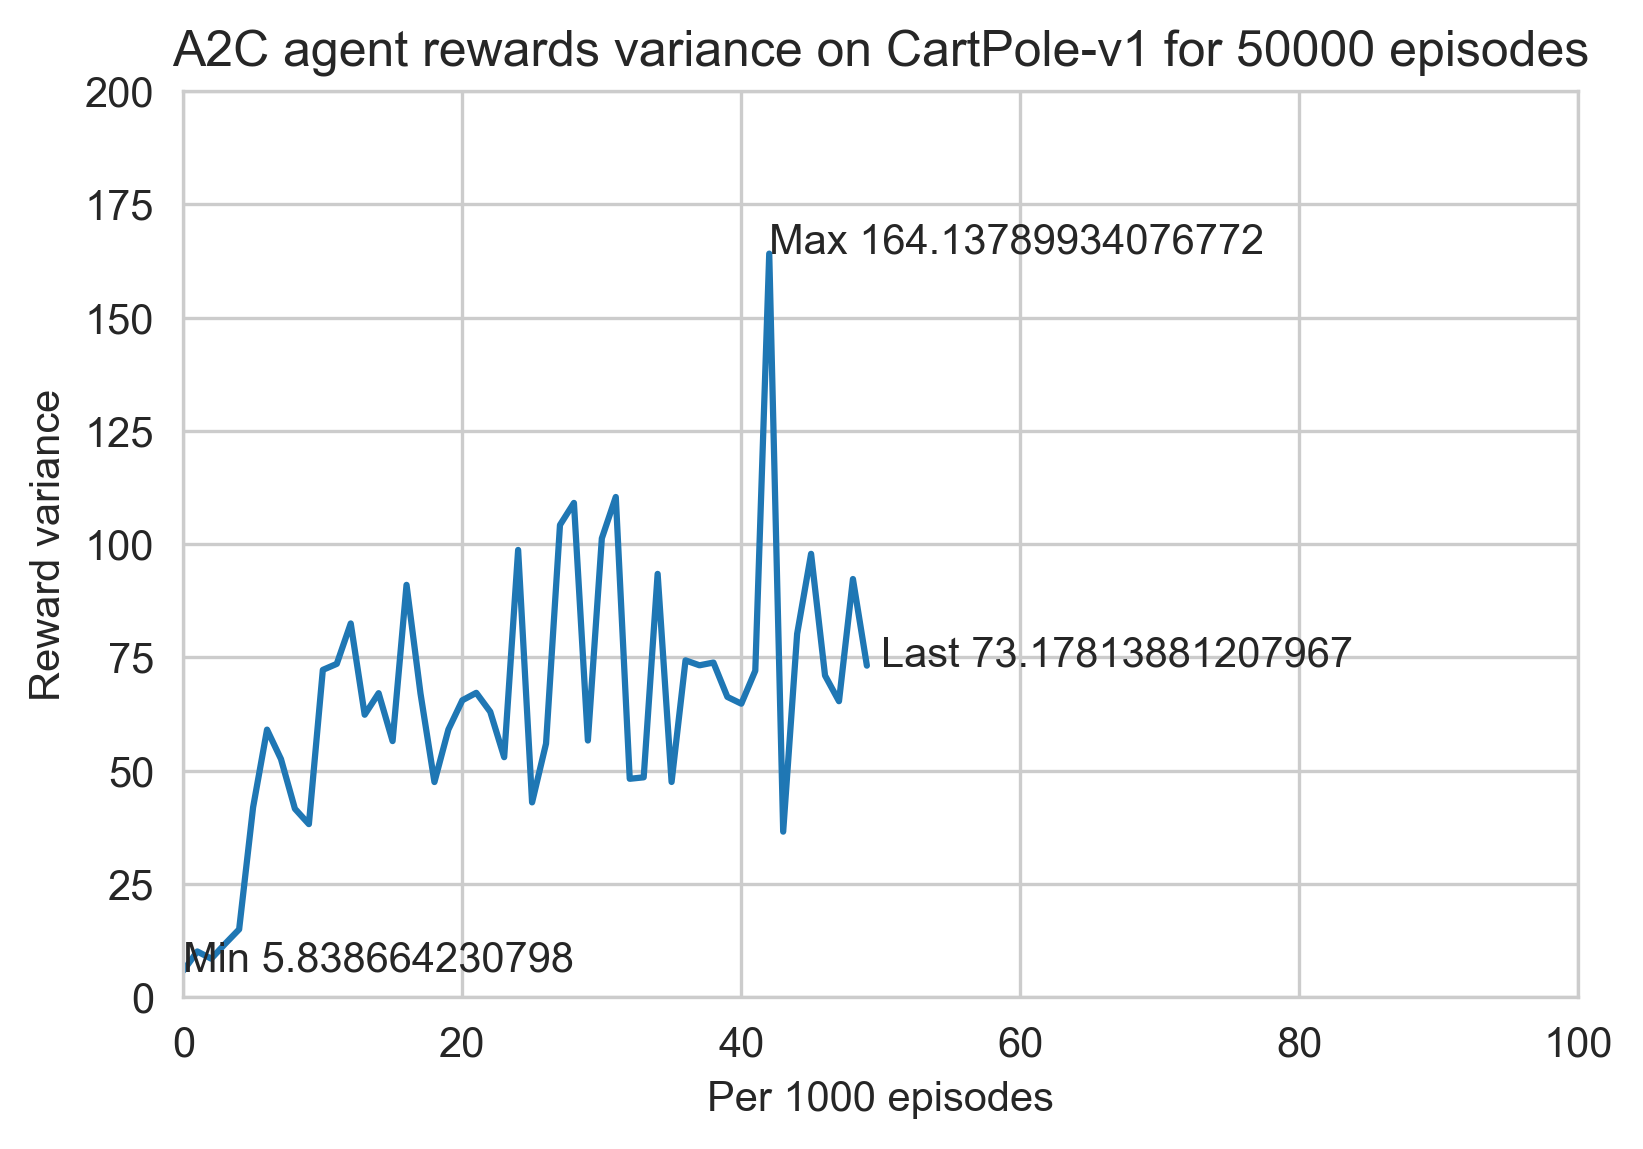 A2C agent rewards variance on CartPole-v1 for 50000 episodes
200
175
150
125
100
75
50
25
0
Reward variance
Max 164.13789934076772
Last 73.17813881207967
Min 5.838664230798
0 20 40 60 80 100
Per 1000 episodes